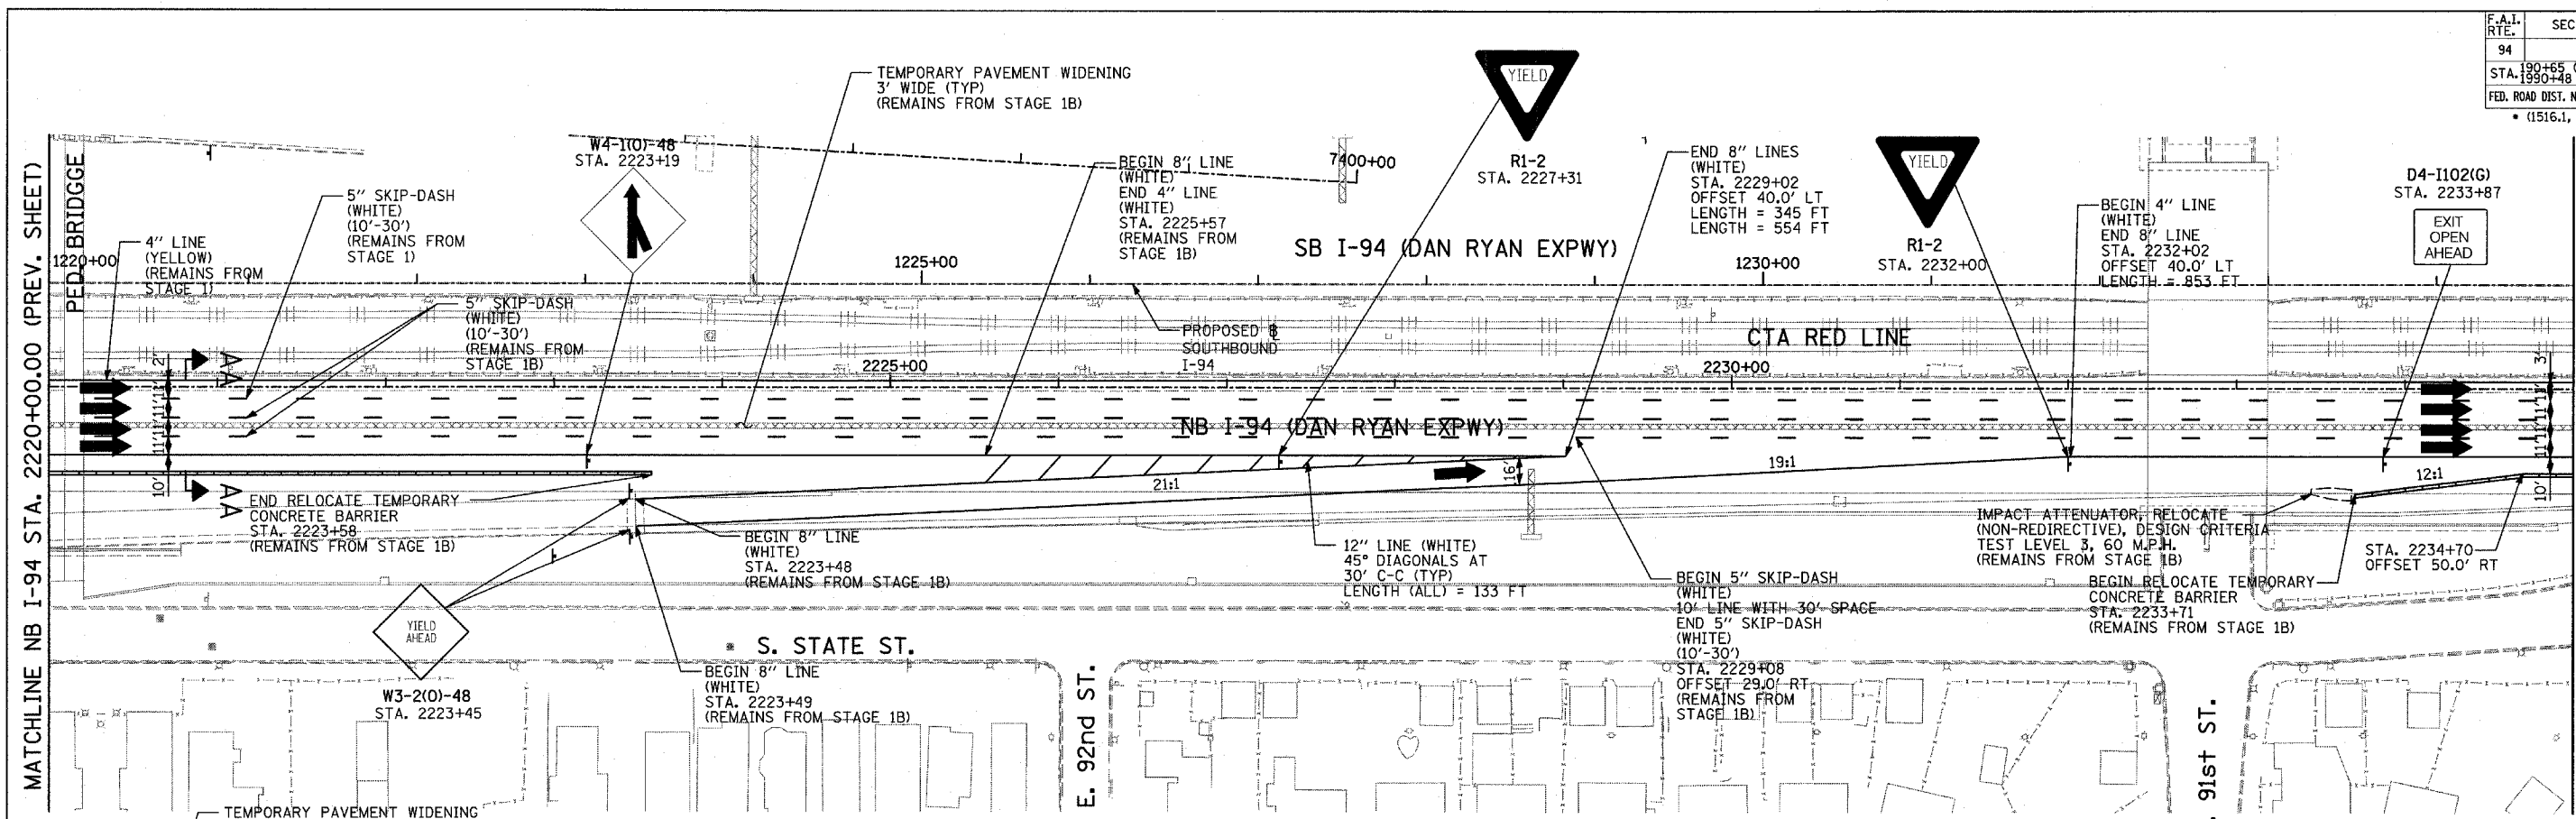 F.A.I.
RTE.
SEC
94
STA. 190+65
1990+48
FED. ROAD DIST. N
• (1516.1,
MATCHLINE NB I-94 STA. 2220+00.00 (PREV. SHEET)
PED. BRIDGGE
1220+00
4" LINE
(YELLOW)
(REMAINS FROM
STAGE 1)
5" SKIP-DASH
(WHITE)
(10'-30')
(REMAINS FROM
STAGE 1)
5" SKIP-DASH
(WHITE)
(10'-30')
(REMAINS FROM
STAGE 1B)
W4-1(O)-48
STA. 2223+19
TEMPORARY PAVEMENT WIDENING
3' WIDE (TYP)
(REMAINS FROM STAGE 1B)
1225+00
BEGIN 8" LINE
(WHITE)
END 4" LINE
(WHITE)
STA. 2225+57
(REMAINS FROM
STAGE 1B)
7400+00
YIELD
R1-2
STA. 2227+31
SB I-94 (DAN RYAN EXPWY)
END 8" LINES
(WHITE)
STA. 2229+02
OFFSET 40.0' LT
LENGTH = 345 FT
LENGTH = 554 FT
1230+00
YIELD
R1-2
STA. 2232+00
BEGIN 4" LINE
(WHITE)
END 8" LINE
STA. 2232+02
OFFSET 40.0' LT
LENGTH = 853 FT
D4-I102(G)
STA. 2233+87
EXIT
OPEN
AHEAD
PROPOSED ℄
SOUTHBOUND
I-94
CTA RED LINE
2225+00
2230+00
NB I-94 (DAN RYAN EXPWY)
2'
11'
11'
11'
11'
10'
A
A
A
A
3'
11'
11'
11'
11'
10'
16'
21:1
19:1
12:1
END RELOCATE TEMPORARY
CONCRETE BARRIER
STA. 2223+58
(REMAINS FROM STAGE 1B)
BEGIN 8" LINE
(WHITE)
STA. 2223+48
(REMAINS FROM STAGE 1B)
12" LINE (WHITE)
45° DIAGONALS AT
30' C-C (TYP)
LENGTH (ALL) = 133 FT
BEGIN 5" SKIP-DASH
(WHITE)
10' LINE WITH 30' SPACE
END 5" SKIP-DASH
(WHITE)
(10'-30')
STA. 2229+08
OFFSET 29.0' RT
(REMAINS FROM
STAGE 1B)
IMPACT ATTENUATOR, RELOCATE
(NON-REDIRECTIVE), DESIGN CRITERIA
TEST LEVEL 3, 60 M.P.H.
(REMAINS FROM STAGE 1B)
BEGIN RELOCATE TEMPORARY
CONCRETE BARRIER
STA. 2233+71
(REMAINS FROM STAGE 1B)
STA. 2234+70
OFFSET 50.0' RT
YIELD
AHEAD
W3-2(O)-48
STA. 2223+45
S. STATE ST.
BEGIN 8" LINE
(WHITE)
STA. 2223+49
(REMAINS FROM STAGE 1B)
E. 92nd ST.
91st ST.
TEMPORARY PAVEMENT WIDENING